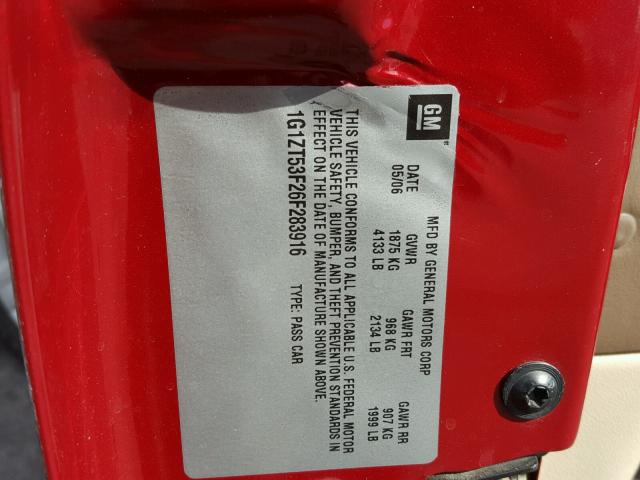 GM
MFD BY GENERAL MOTORS CORP
DATE GVWR GAWR FRT GAWR RR
05/06 1875 KG 968 KG 907 KG
4133 LB 2134 LB 1999 LB
THIS VEHICLE CONFORMS TO ALL APPLICABLE U.S. FEDERAL MOTOR
VEHICLE SAFETY, BUMPER, AND THEFT PREVENTION STANDARDS IN
EFFECT ON THE DATE OF MANUFACTURE SHOWN ABOVE.
1G1ZT53F26F283916 TYPE: PASS CAR